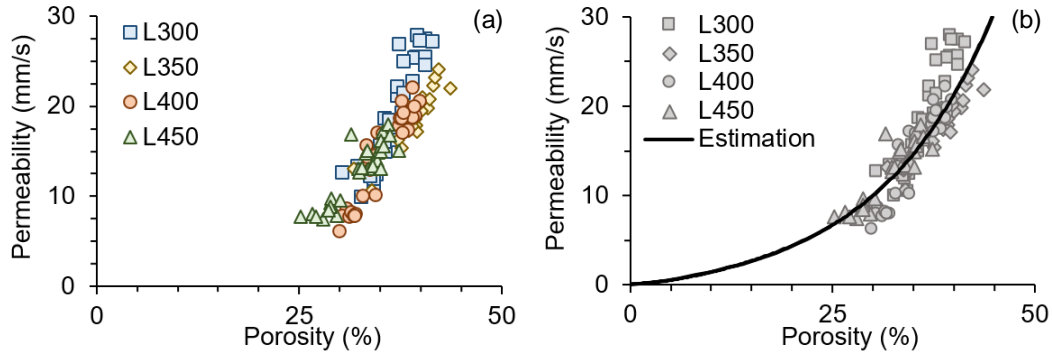 (a)
30
20
10
0
Permeability (mm/s)
L300
L350
L400
L450
0
25
50
Porosity (%)
(b)
30
20
10
0
Permeability (mm/s)
L300
L350
L400
L450
Estimation
0
25
50
Porosity (%)